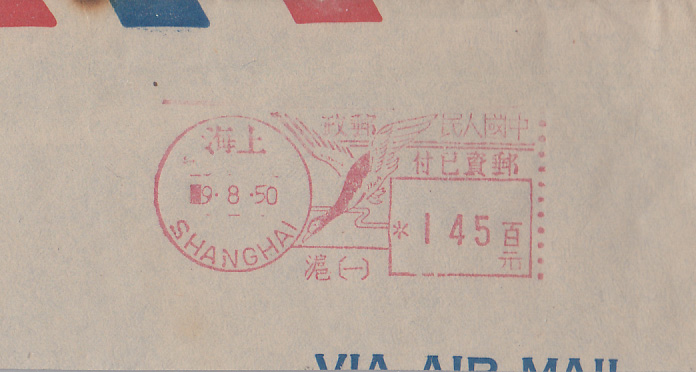 中國人民郵政
上海
郵資已付
9·8·50
* 145 百元
SHANGHAI
滬(一)
VIA AIR MAIL